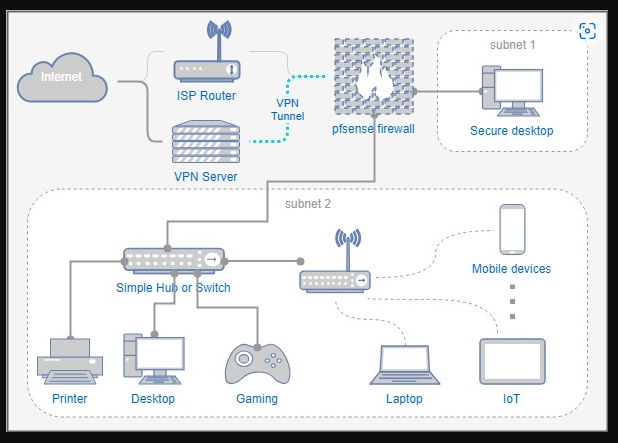 Internet
ISP Router
VPN
Tunnel
VPN Server
pfsense firewall
subnet 1
Secure desktop
subnet 2
Simple Hub or Switch
Mobile devices
Printer
Desktop
Gaming
Laptop
IoT